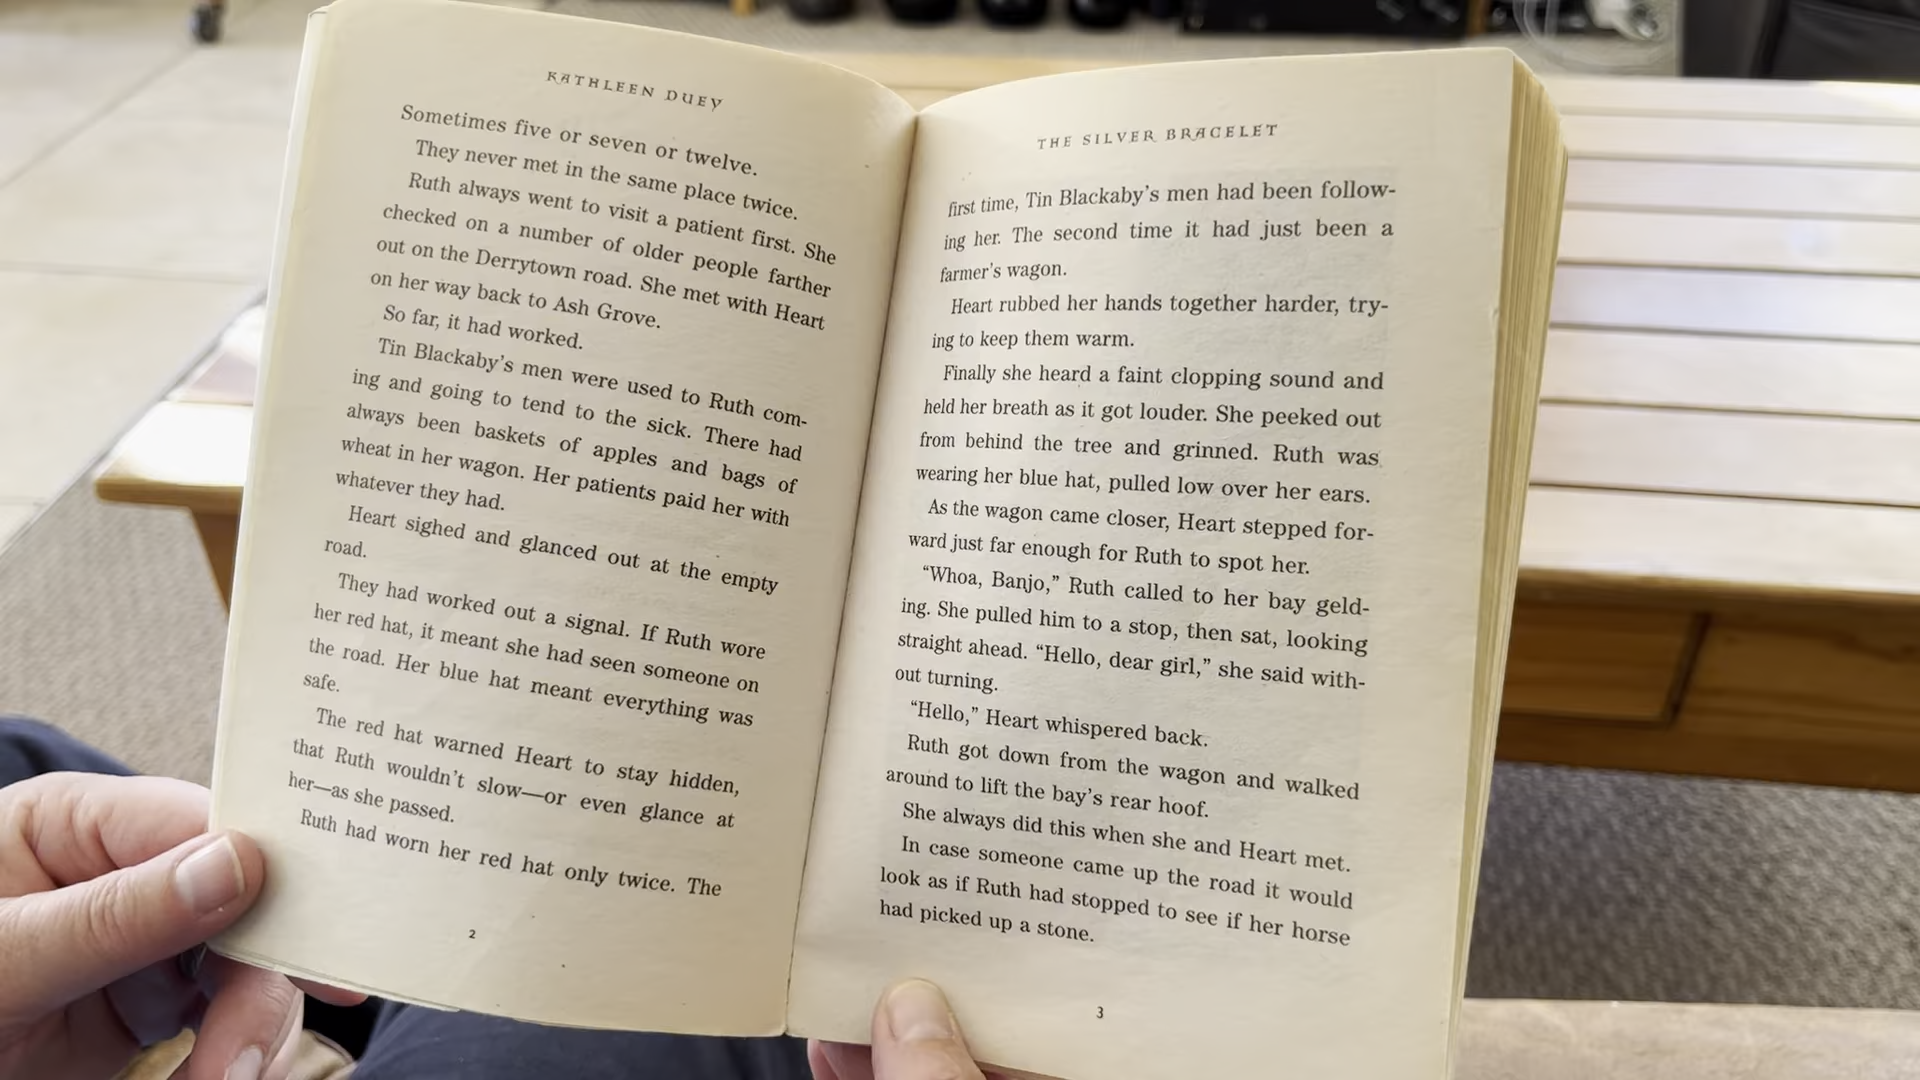 KATHLEEN DUEY
Sometimes five or seven or twelve.
They never met in the same place twice.
Ruth always went to visit a patient first. She
checked on a number of older people farther
out on the Derrytown road. She met with Heart
on her way back to Ash Grove.
So far, it had worked.
Tin Blackaby's men were used to Ruth com-
ing and going to tend to the sick. There had
always been baskets of apples and bags of
wheat in her wagon. Her patients paid her with
whatever they had.
Heart sighed and glanced out at the empty
road.
They had worked out a signal. If Ruth wore
her red hat, it meant she had seen someone on
the road. Her blue hat meant everything was
safe.
The red hat warned Heart to stay hidden,
that Ruth wouldn't slow—or even glance at
her—as she passed.
Ruth had worn her red hat only twice. The
2
THE SILVER BRACELET
first time, Tin Blackaby's men had been follow-
ing her. The second time it had just been a
farmer's wagon.
Heart rubbed her hands together harder, try-
ing to keep them warm.
Finally she heard a faint clopping sound and
held her breath as it got louder. She peeked out
from behind the tree and grinned. Ruth was
wearing her blue hat, pulled low over her ears.
As the wagon came closer, Heart stepped for-
ward just far enough for Ruth to spot her.
“Whoa, Banjo,” Ruth called to her bay geld-
ing. She pulled him to a stop, then sat, looking
straight ahead. “Hello, dear girl,” she said with-
out turning.
“Hello,” Heart whispered back.
Ruth got down from the wagon and walked
around to lift the bay's rear hoof.
She always did this when she and Heart met.
In case someone came up the road it would
look as if Ruth had stopped to see if her horse
had picked up a stone.
3